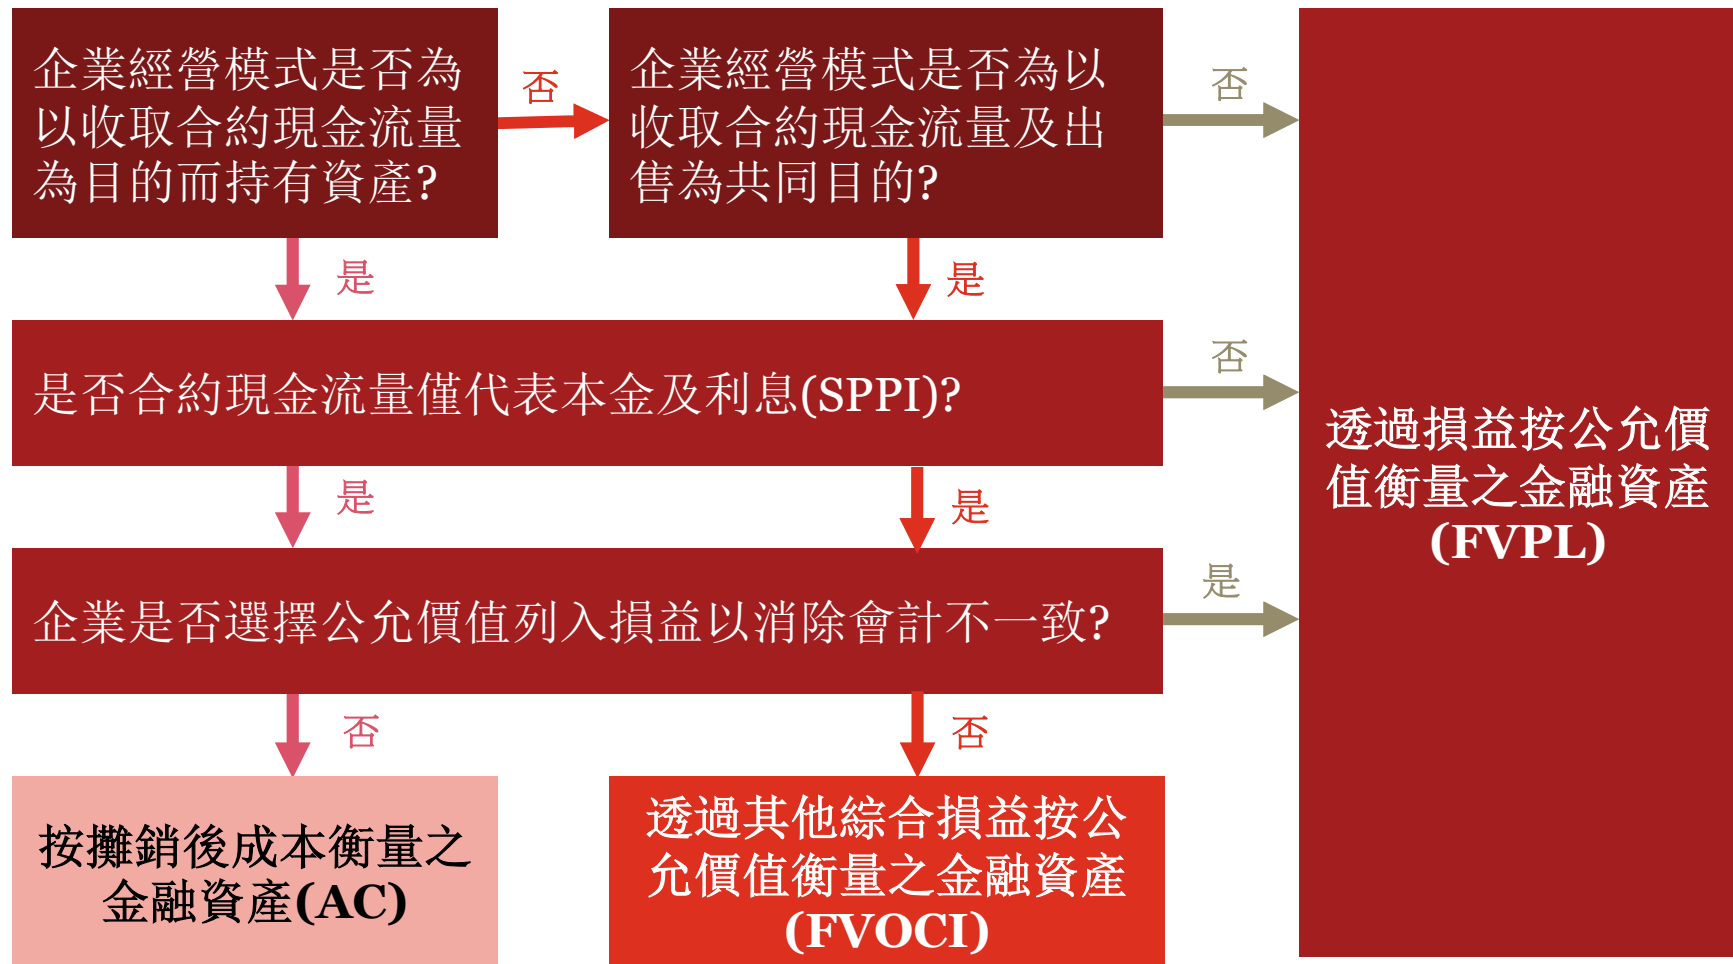 企業經營模式是否為
以收取合約現金流量
為目的而持有資產?
否
企業經營模式是否為以
收取合約現金流量及出
售為共同目的?
否
是
是
是否合約現金流量僅代表本金及利息(SPPI)?
否
是
是
企業是否選擇公允價值列入損益以消除會計不一致?
是
否
否
按攤銷後成本衡量之
金融資產(AC)
透過其他綜合損益按公
允價值衡量之金融資產
(FVOCI)
透過損益按公允價
值衡量之金融資產
(FVPL)